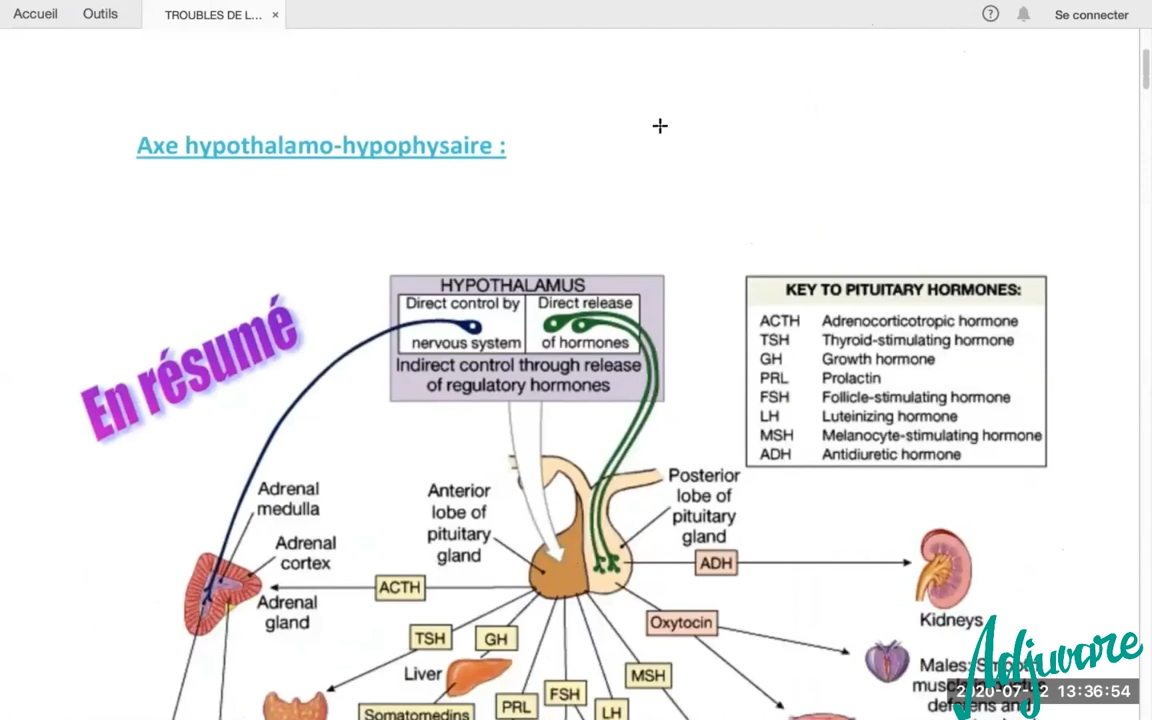 Accueil
Outils
TROUBLES DE L...
×
?
Se connecter
Axe hypothalamo-hypophysaire :
En résumé
HYPOTHALAMUS
Direct control by
nervous system
Direct release
of hormones
Indirect control through release
of regulatory hormones
KEY TO PITUITARY HORMONES:
ACTH Adrenocorticotropic hormone
TSH Thyroid-stimulating hormone
GH Growth hormone
PRL Prolactin
FSH Follicle-stimulating hormone
LH Luteinizing hormone
MSH Melanocyte-stimulating hormone
ADH Antidiuretic hormone
Adrenal
medulla
Adrenal
cortex
Adrenal
gland
Anterior
lobe of
pituitary
gland
Posterior
lobe of
pituitary
gland
ACTH
ADH
Kidneys
TSH
GH
Oxytocin
Liver
MSH
Somatomedins
PRL
FSH
LH
Males:
Adjuware
13:36:54